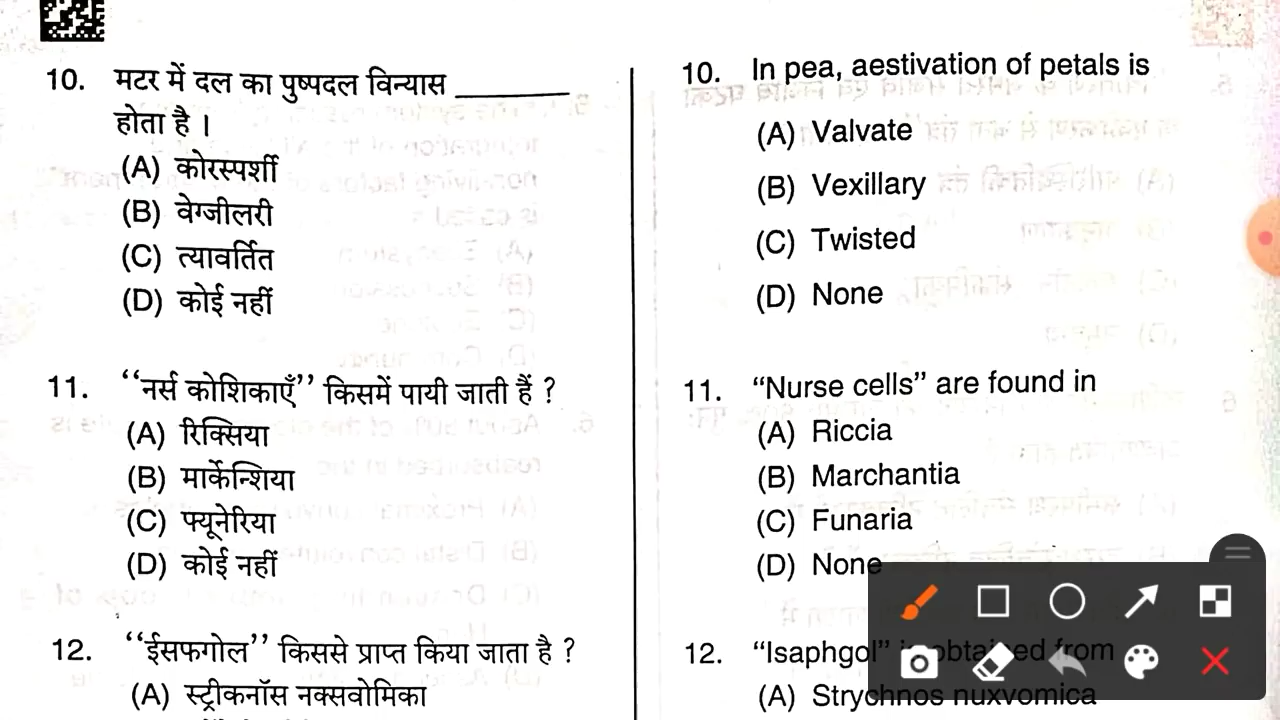 10. मटर में दल का पुष्पदल विन्यास ________
होता है ।
(A) कोरस्पर्शी
(B) वेग्जीलरी
(C) त्यावर्तित
(D) कोई नहीं
11. ‘‘नर्स कोशिकाएँ’’ किसमें पायी जाती हैं ?
(A) रिक्सिया
(B) मार्केन्शिया
(C) फ्यूनेरिया
(D) कोई नहीं
12. ‘‘ईसफगोल’’ किससे प्राप्त किया जाता है ?
(A) स्ट्रीकनॉस नक्सवोमिका
10. In pea, aestivation of petals is
(A) Valvate
(B) Vexillary
(C) Twisted
(D) None
11. “Nurse cells” are found in
(A) Riccia
(B) Marchantia
(C) Funaria
(D) None
12. “Isaphgol” is obtained from
(A) Strychnos nuxvomica